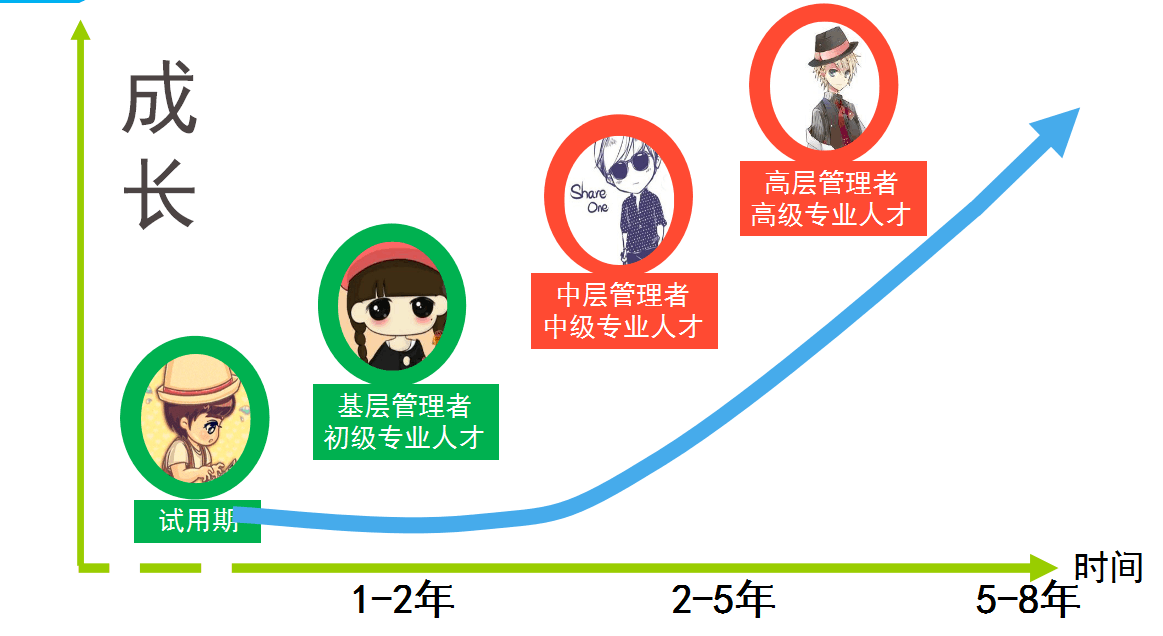 成
长
高层管理者
高级专业人才
Share
One
中层管理者
中级专业人才
基层管理者
初级专业人才
试用期
时间
1-2年
2-5年
5-8年